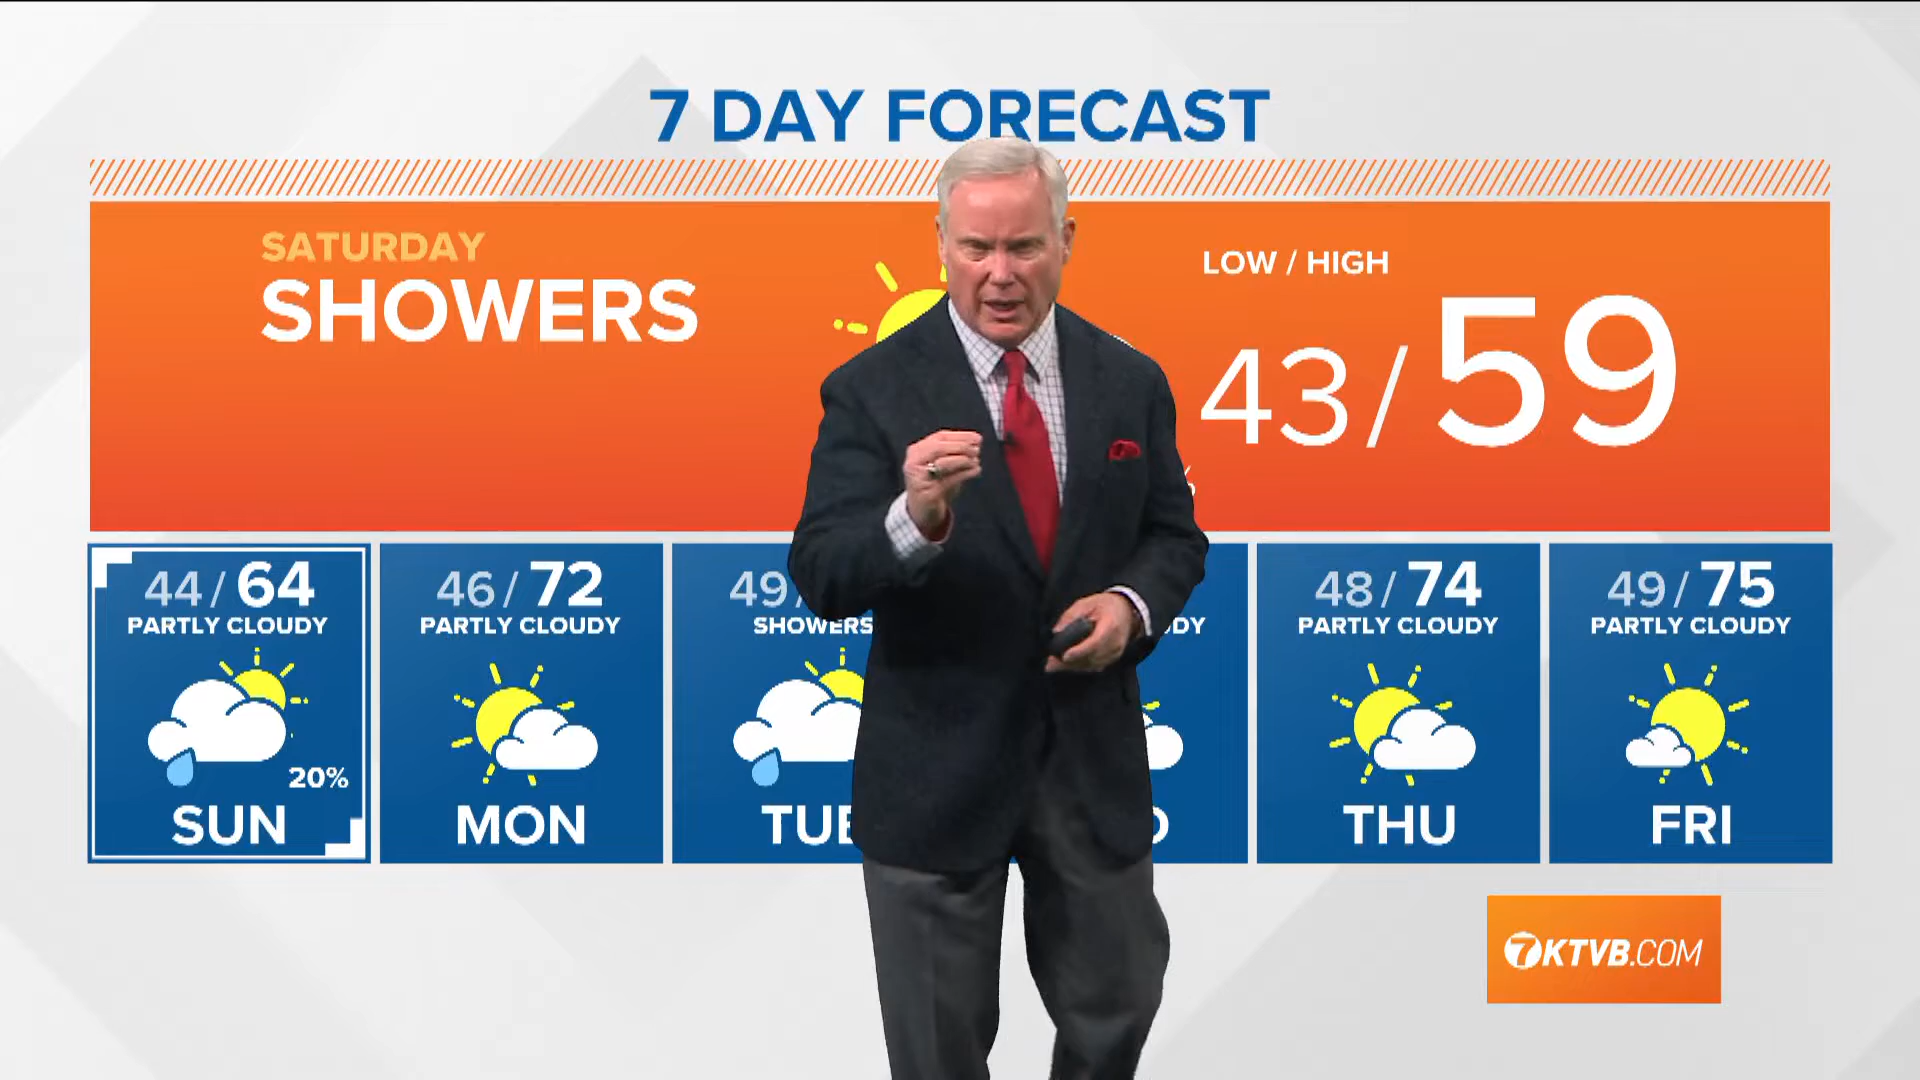 7 DAY FORECAST
SATURDAY
SHOWERS
LOW / HIGH
43/59
44/64
PARTLY CLOUDY
20%
SUN
46/72
PARTLY CLOUDY
MON
49/
SHOWERS
48/74
PARTLY CLOUDY
THU
49/75
PARTLY CLOUDY
FRI
7KTVB.COM